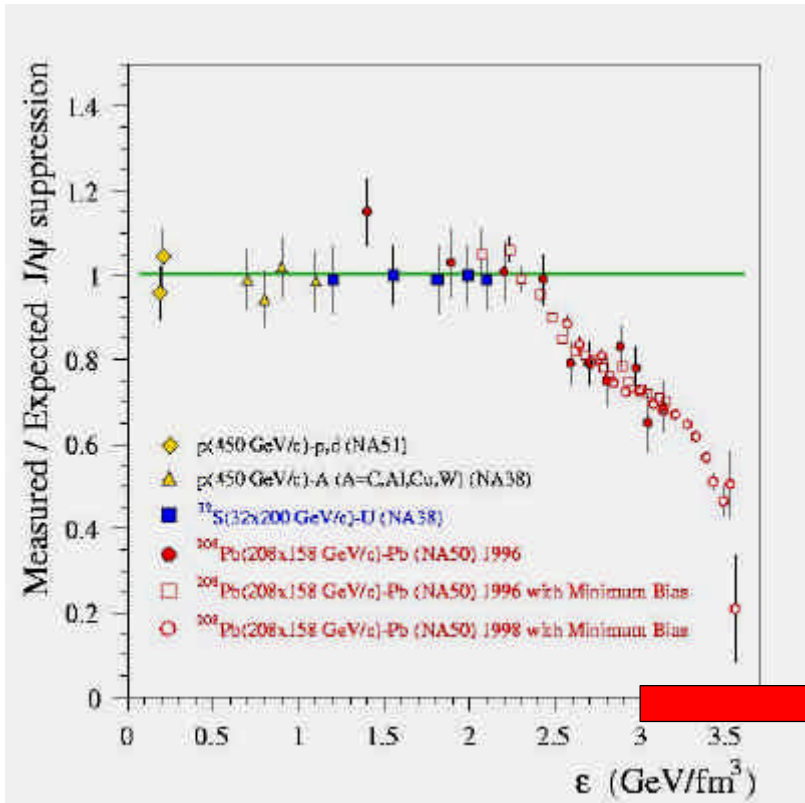 Measured / Expected J/ψ suppression
1.4
1.2
1
0.8
0.6
0.4
0.2
0
p(450 GeV/c)-p,d (NA51)
p(450 GeV/c)-A (A=C,Al,Cu,W) (NA38)
³²S(32x200 GeV/c)-U (NA38)
²⁰⁸Pb(208x158 GeV/c)-Pb (NA50) 1996
²⁰⁸Pb(208x158 GeV/c)-Pb (NA50) 1996 with Minimum Bias
²⁰⁸Pb(208x158 GeV/c)-Pb (NA50) 1998 with Minimum Bias
0 0.5 1 1.5 2 2.5 3 3.5
ε (GeV/fm³)